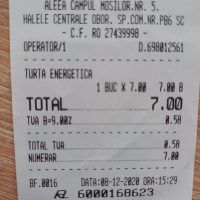 ALEEA CAMPUL MOSILOR.NR. 5.
HALELE CENTRALE OBOR. SP.COM.NR.PB6 SC
- C.F. RO 27439998 -
OPERATOR/1 D.698012561
TURTA ENERGETICA
1 BUC X 7.00 7.00 B
TOTAL 7.00
TVA B-9.00% 0.58
TOTAL TVA 0.58
NUMERAR 7.00
BF.0016 DATA:08-12-2020 ORA:15:29
6000168623